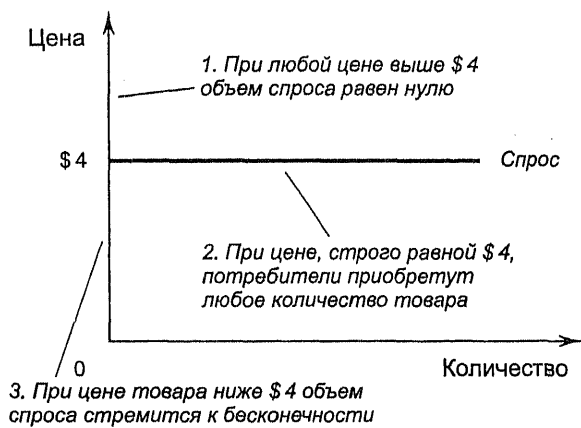 Цена
1. При любой цене выше $ 4
объем спроса равен нулю
$ 4
Спрос
2. При цене, строго равной $ 4,
потребители приобретут
любое количество товара
0
Количество
3. При цене товара ниже $ 4 объем
спроса стремится к бесконечности